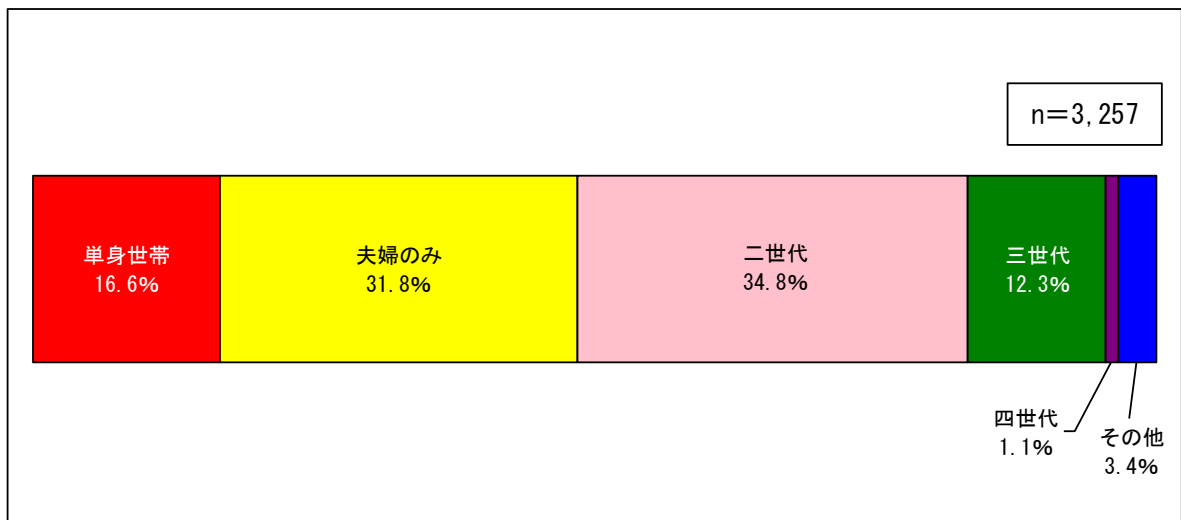 n＝3,257
単身世帯
16.6%
夫婦のみ
31.8%
二世代
34.8%
三世代
12.3%
四世代
1.1%
その他
3.4%